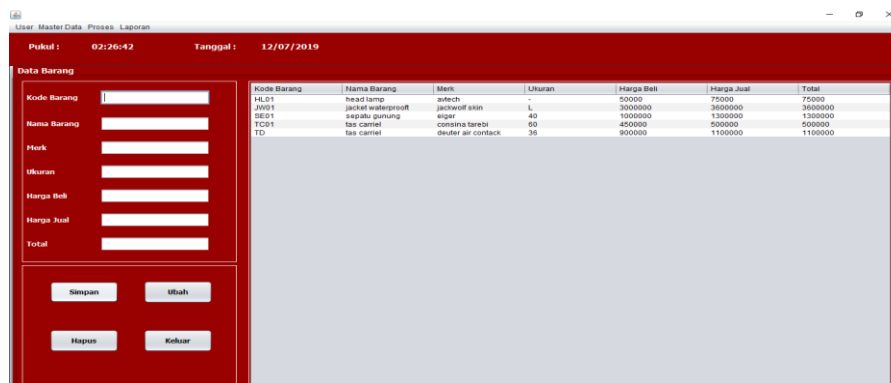 User Master Data Proses Laporan
Pukul : 02:26:42 Tanggal : 12/07/2019
Data Barang
Kode Barang
Nama Barang
Merk
Ukuran
Harga Beli
Harga Jual
Total
Simpan Ubah
Hapus Keluar
Kode Barang Nama Barang Merk Ukuran Harga Beli Harga Jual Total
HL01 head lamp avtech - 50000 75000 75000
JW01 jacket waterprooft jackwolf skin L 3000000 3600000 3600000
SE01 sepatu gunung eiger 40 1000000 1300000 1300000
TC01 tas carriel consina tarebi 60 450000 500000 500000
TD tas carriel deuter air contack 36 900000 1100000 1100000